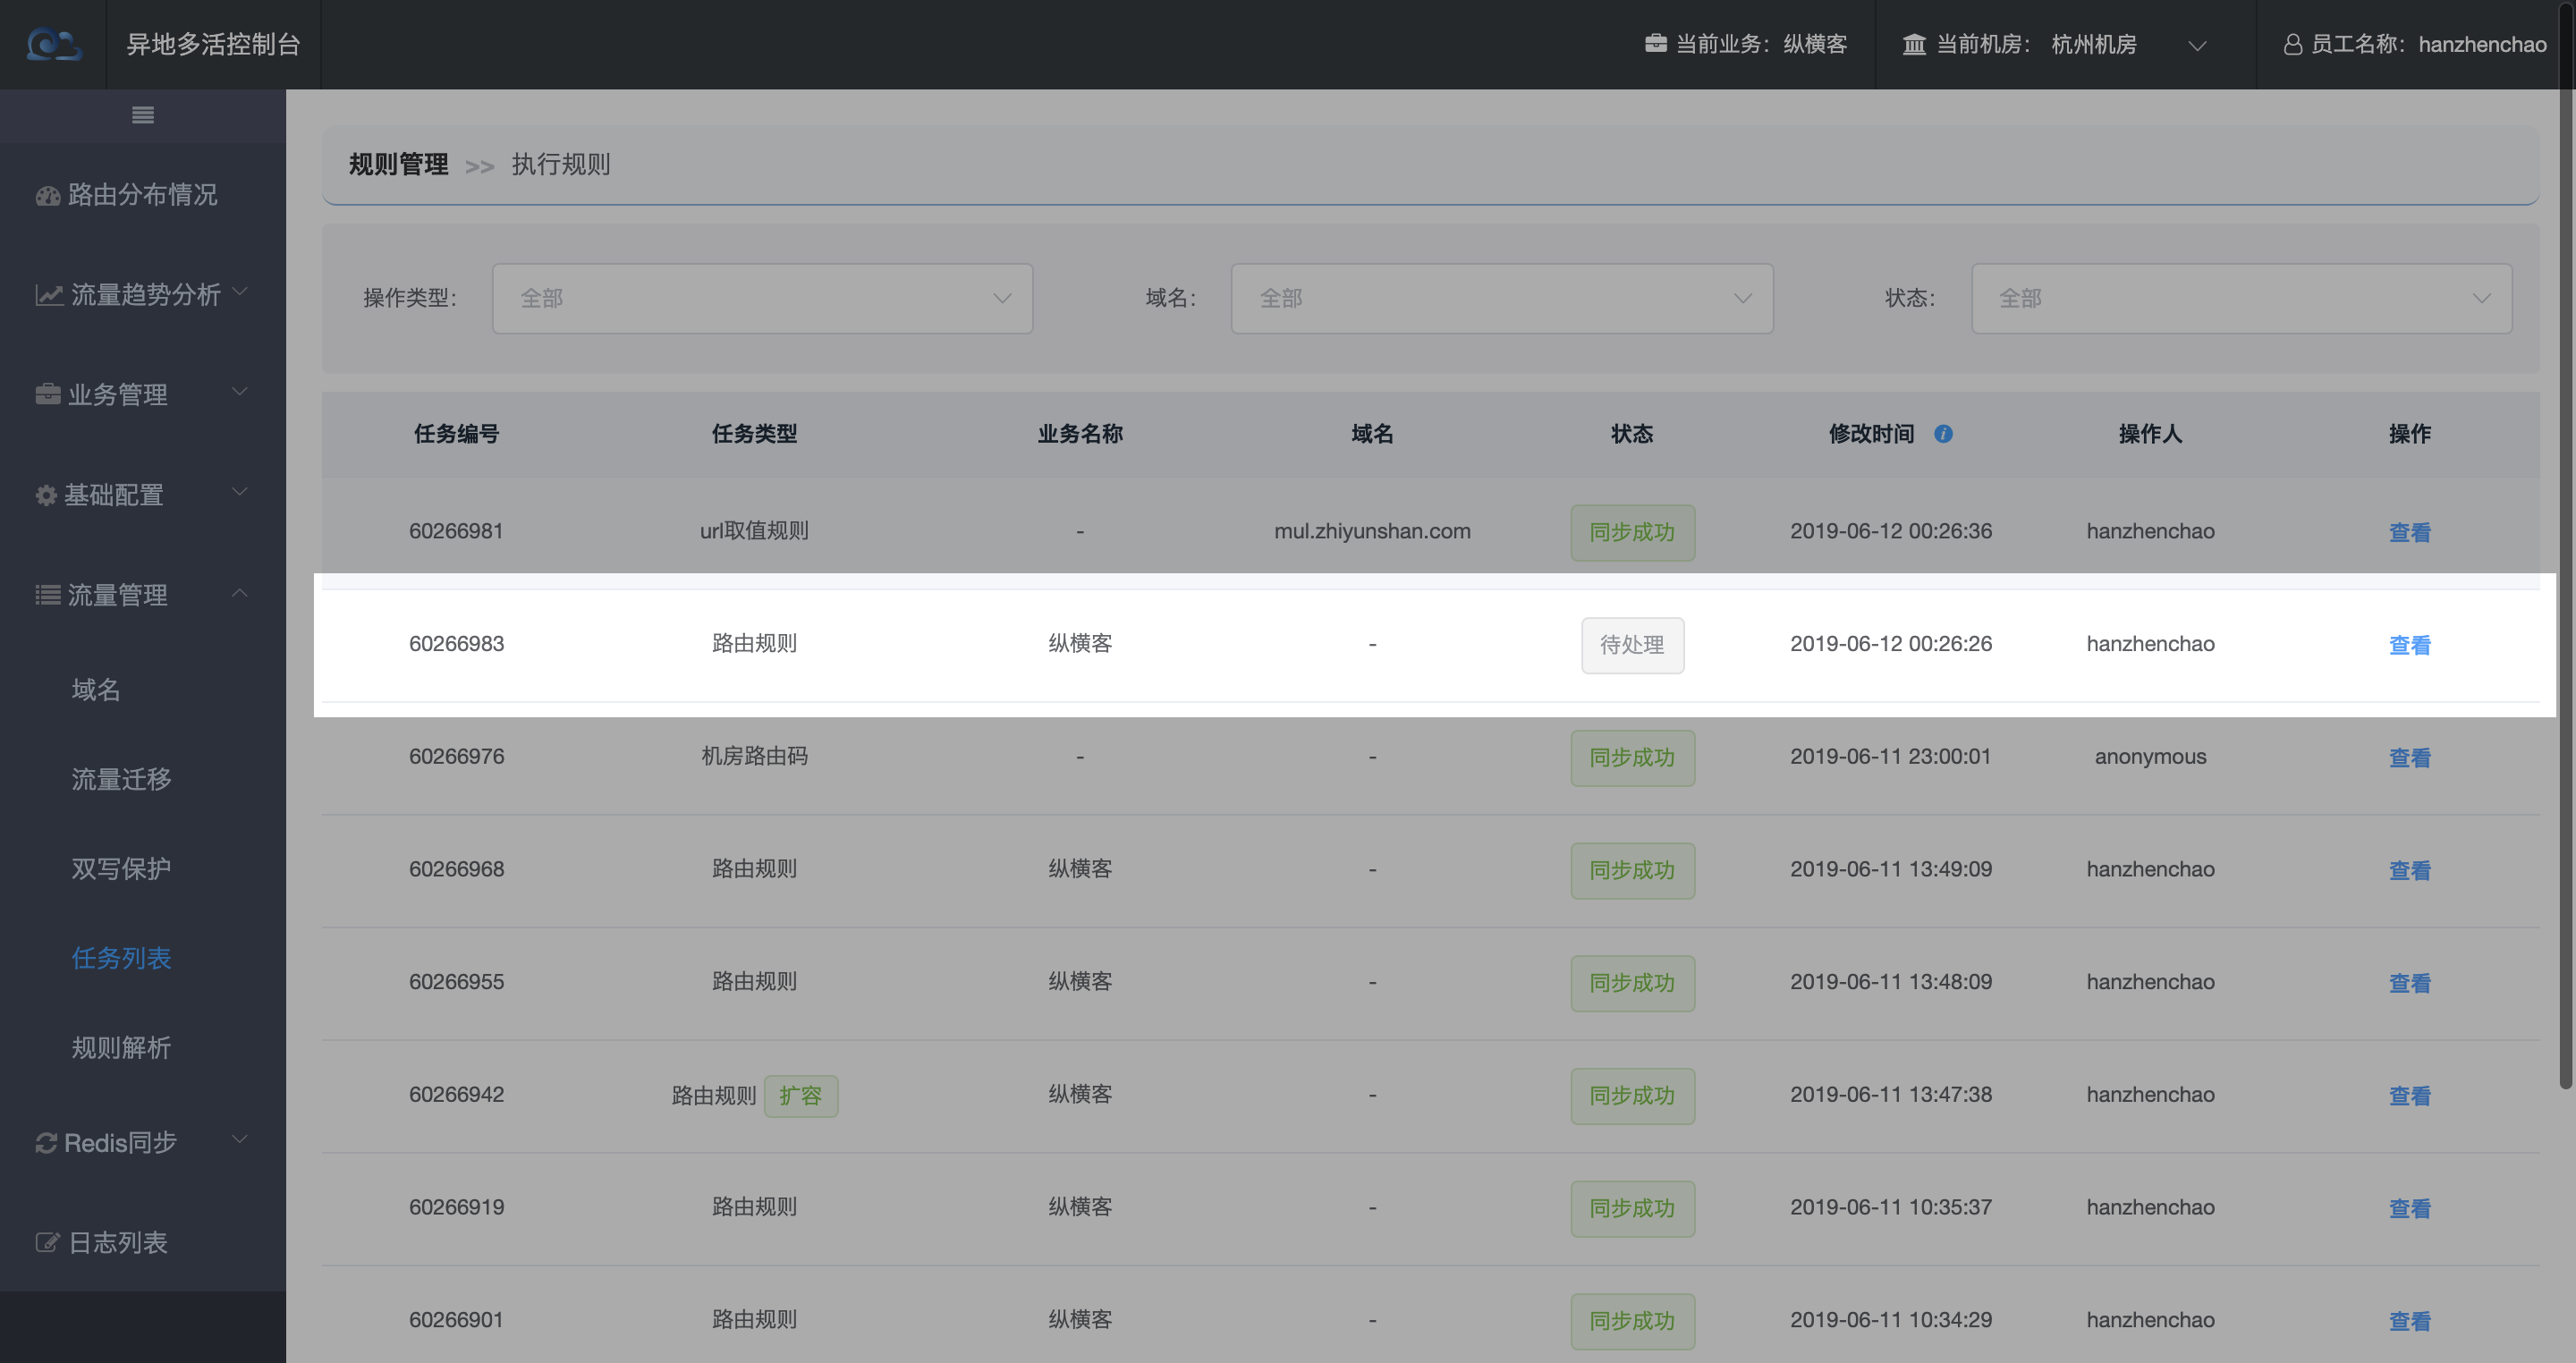 异地多活控制台
当前业务：纵横客
当前机房：杭州机房
员工名称：hanzhenchao
路由分布情况
流量趋势分析
业务管理
基础配置
流量管理
域名
流量迁移
双写保护
任务列表
规则解析
Redis同步
日志列表
规则管理 >> 执行规则
操作类型： 全部 域名： 全部 状态： 全部
任务编号 任务类型 业务名称 域名 状态 修改时间 操作人 操作
60266981 url取值规则 - mul.zhiyunshan.com 同步成功 2019-06-12 00:26:36 hanzhenchao 查看
60266983 路由规则 纵横客 - 待处理 2019-06-12 00:26:26 hanzhenchao 查看
60266976 机房路由码 - - 同步成功 2019-06-11 23:00:01 anonymous 查看
60266968 路由规则 纵横客 - 同步成功 2019-06-11 13:49:09 hanzhenchao 查看
60266955 路由规则 纵横客 - 同步成功 2019-06-11 13:48:09 hanzhenchao 查看
60266942 路由规则 扩容 纵横客 - 同步成功 2019-06-11 13:47:38 hanzhenchao 查看
60266919 路由规则 纵横客 - 同步成功 2019-06-11 10:35:37 hanzhenchao 查看
60266901 路由规则 纵横客 - 同步成功 2019-06-11 10:34:29 hanzhenchao 查看